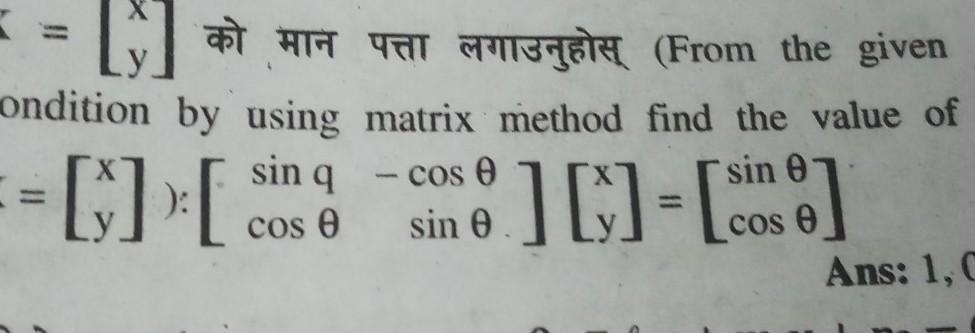 = [x y] को मान पत्ता लगाउनुहोस् (From the given
ondition by using matrix method find the value of
= [x y] ): [ sin q - cos θ cos θ sin θ ] [x y] = [sin θ cos θ]
Ans: 1,